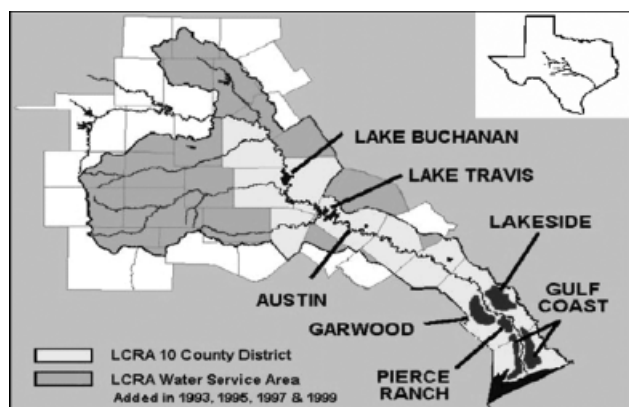 LAKE BUCHANAN
LAKE TRAVIS
LAKESIDE
AUSTIN
GULF
COAST
GARWOOD
PIERCE
RANCH
LCRA 10 County District
LCRA Water Service Area
Added in 1993, 1995, 1997 & 1999